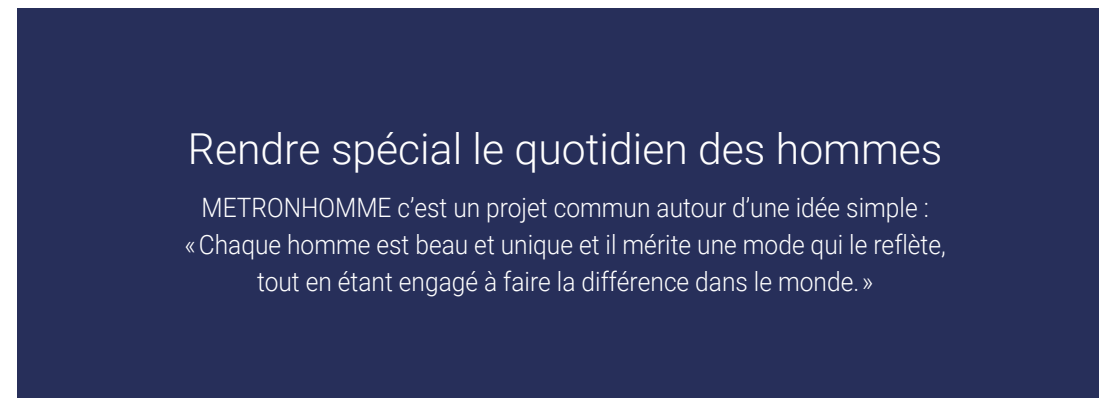 Rendre spécial le quotidien des hommes
METRONHOMME c’est un projet commun autour d’une idée simple :
« Chaque homme est beau et unique et il mérite une mode qui le reflète,
tout en étant engagé à faire la différence dans le monde. »